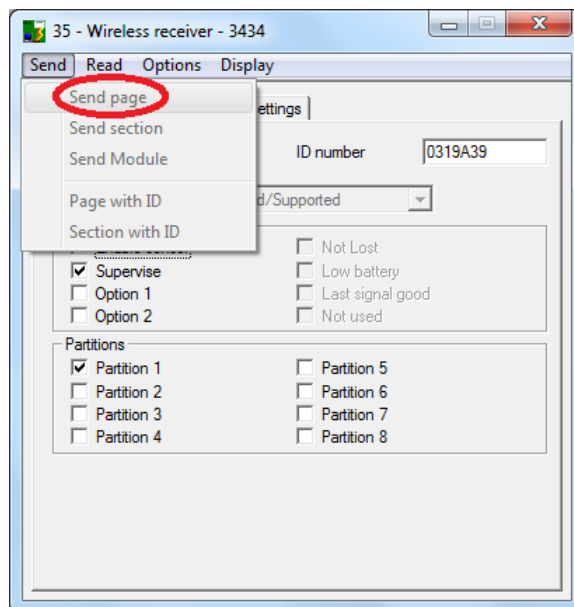 35 - Wireless receiver - 3434
Send Read Options Display
Send page
Send section
Send Module
Page with ID
Section with ID
ettings
ID number 0319A39
d/Supported
Supervise
Option 1
Option 2
Not Lost
Low battery
Last signal good
Not used
Partitions
Partition 1
Partition 2
Partition 3
Partition 4
Partition 5
Partition 6
Partition 7
Partition 8